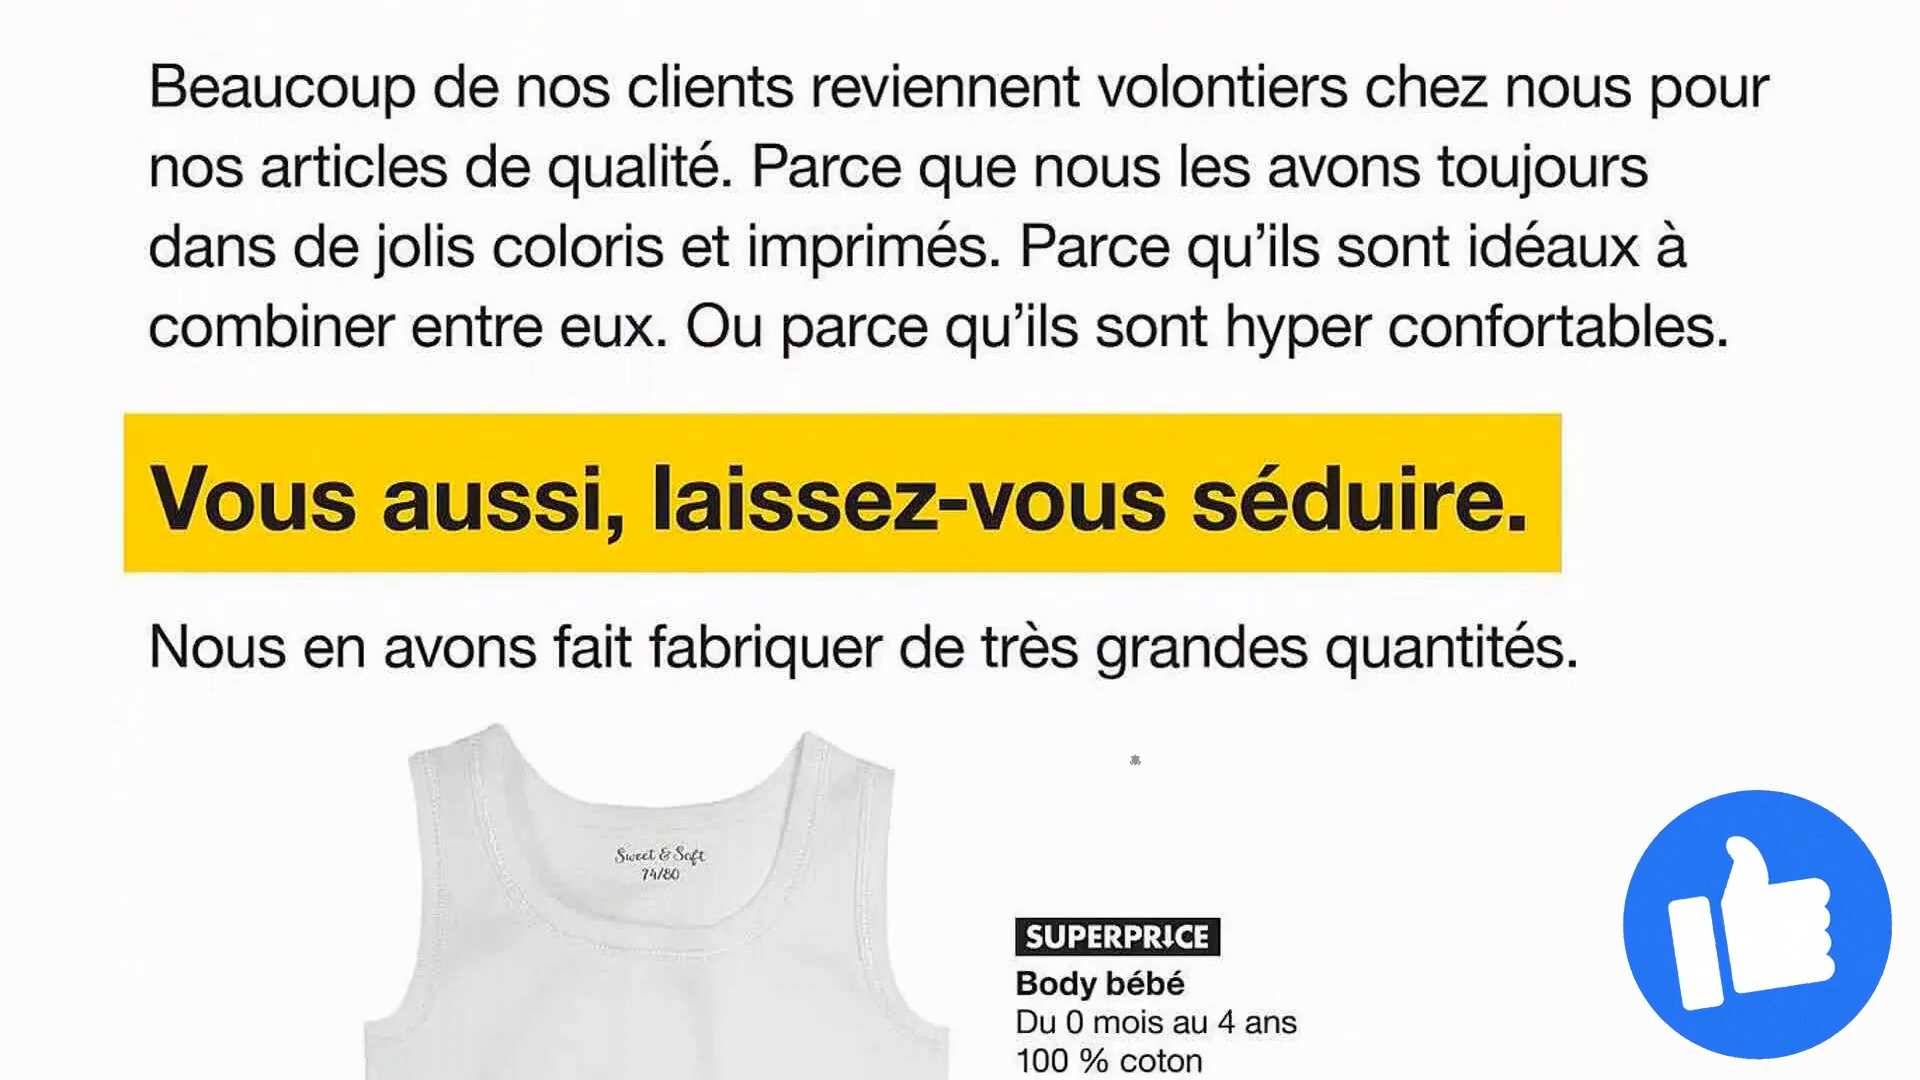 Beaucoup de nos clients reviennent volontiers chez nous pour
nos articles de qualité. Parce que nous les avons toujours
dans de jolis coloris et imprimés. Parce qu’ils sont idéaux à
combiner entre eux. Ou parce qu’ils sont hyper confortables.
Vous aussi, laissez-vous séduire.
Nous en avons fait fabriquer de très grandes quantités.
Sweet & Soft
74/80
SUPERPRICE
Body bébé
Du 0 mois au 4 ans
100 % coton